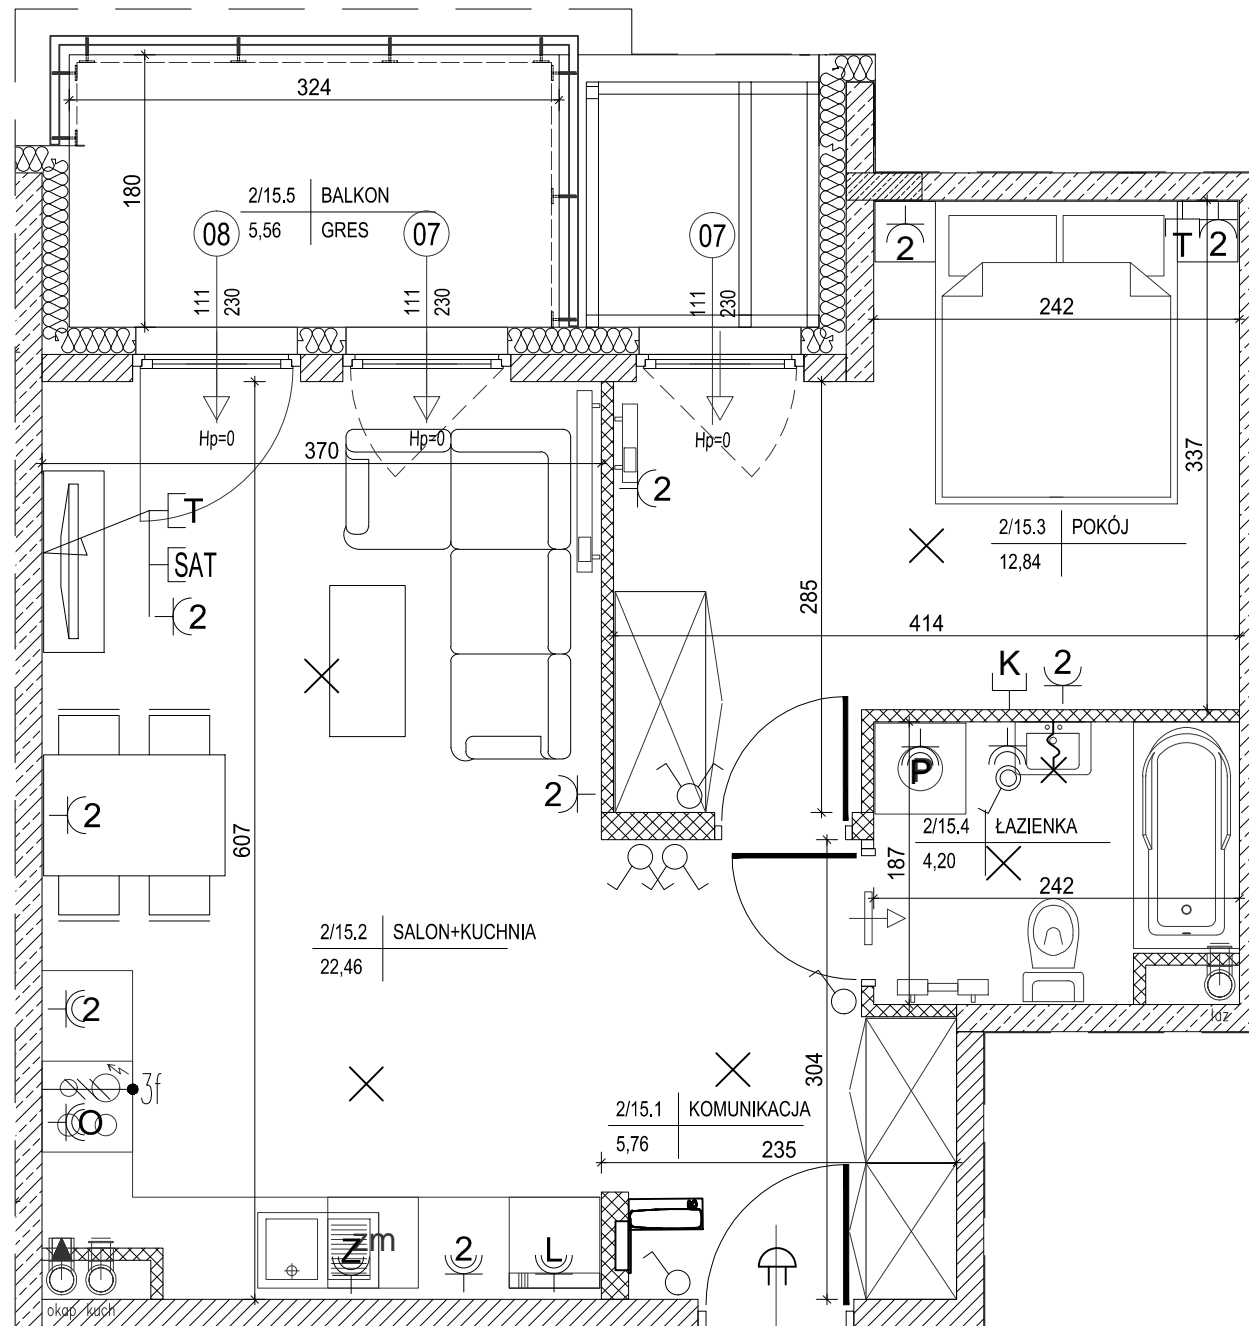 324
180
2/15.5 BALKON
5,56 GRES
08
07
07
111
230
111
230
111
230
Hp=0
Hp=0
Hp=0
2
T
2
242
370
337
2
T
SAT
2
2/15.3 POKÓJ
12,84
285
414
K
2
2
2
607
P
2/15.4 ŁAZIENKA
4,20
187
242
2/15.2 SALON+KUCHNIA
22,46
2
3f
O
304
łaz
2/15.1 KOMUNIKACJA
5,76
235
Z
zm
2
L
okap kuch